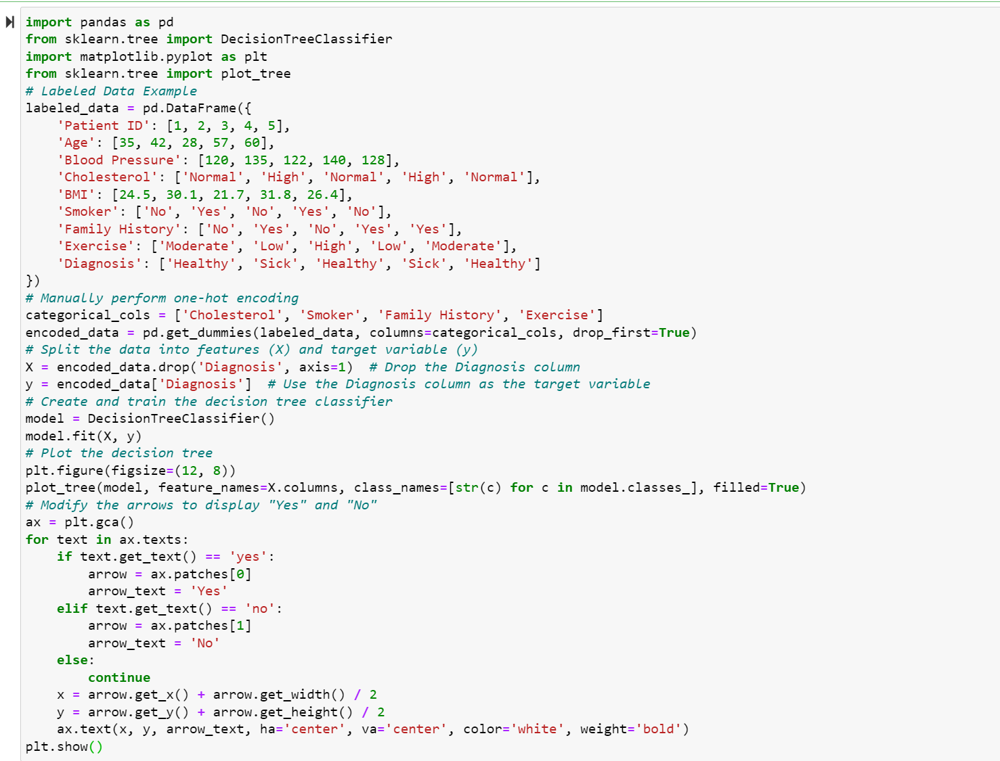 import pandas as pd
from sklearn.tree import DecisionTreeClassifier
import matplotlib.pyplot as plt
from sklearn.tree import plot_tree
# Labeled Data Example
labeled_data = pd.DataFrame({
    'Patient ID': [1, 2, 3, 4, 5],
    'Age': [35, 42, 28, 57, 60],
    'Blood Pressure': [120, 135, 122, 140, 128],
    'Cholesterol': ['Normal', 'High', 'Normal', 'High', 'Normal'],
    'BMI': [24.5, 30.1, 21.7, 31.8, 26.4],
    'Smoker': ['No', 'Yes', 'No', 'Yes', 'No'],
    'Family History': ['No', 'Yes', 'No', 'Yes', 'Yes'],
    'Exercise': ['Moderate', 'Low', 'High', 'Low', 'Moderate'],
    'Diagnosis': ['Healthy', 'Sick', 'Healthy', 'Sick', 'Healthy']
})
# Manually perform one-hot encoding
categorical_cols = ['Cholesterol', 'Smoker', 'Family History', 'Exercise']
encoded_data = pd.get_dummies(labeled_data, columns=categorical_cols, drop_first=True)
# Split the data into features (X) and target variable (y)
X = encoded_data.drop('Diagnosis', axis=1)  # Drop the Diagnosis column
y = encoded_data['Diagnosis']  # Use the Diagnosis column as the target variable
# Create and train the decision tree classifier
model = DecisionTreeClassifier()
model.fit(X, y)
# Plot the decision tree
plt.figure(figsize=(12, 8))
plot_tree(model, feature_names=X.columns, class_names=[str(c) for c in model.classes_], filled=True)
# Modify the arrows to display "Yes" and "No"
ax = plt.gca()
for text in ax.texts:
    if text.get_text() == 'yes':
        arrow = ax.patches[0]
        arrow_text = 'Yes'
    elif text.get_text() == 'no':
        arrow = ax.patches[1]
        arrow_text = 'No'
    else:
        continue
    x = arrow.get_x() + arrow.get_width() / 2
    y = arrow.get_y() + arrow.get_height() / 2
    ax.text(x, y, arrow_text, ha='center', va='center', color='white', weight='bold')
plt.show()